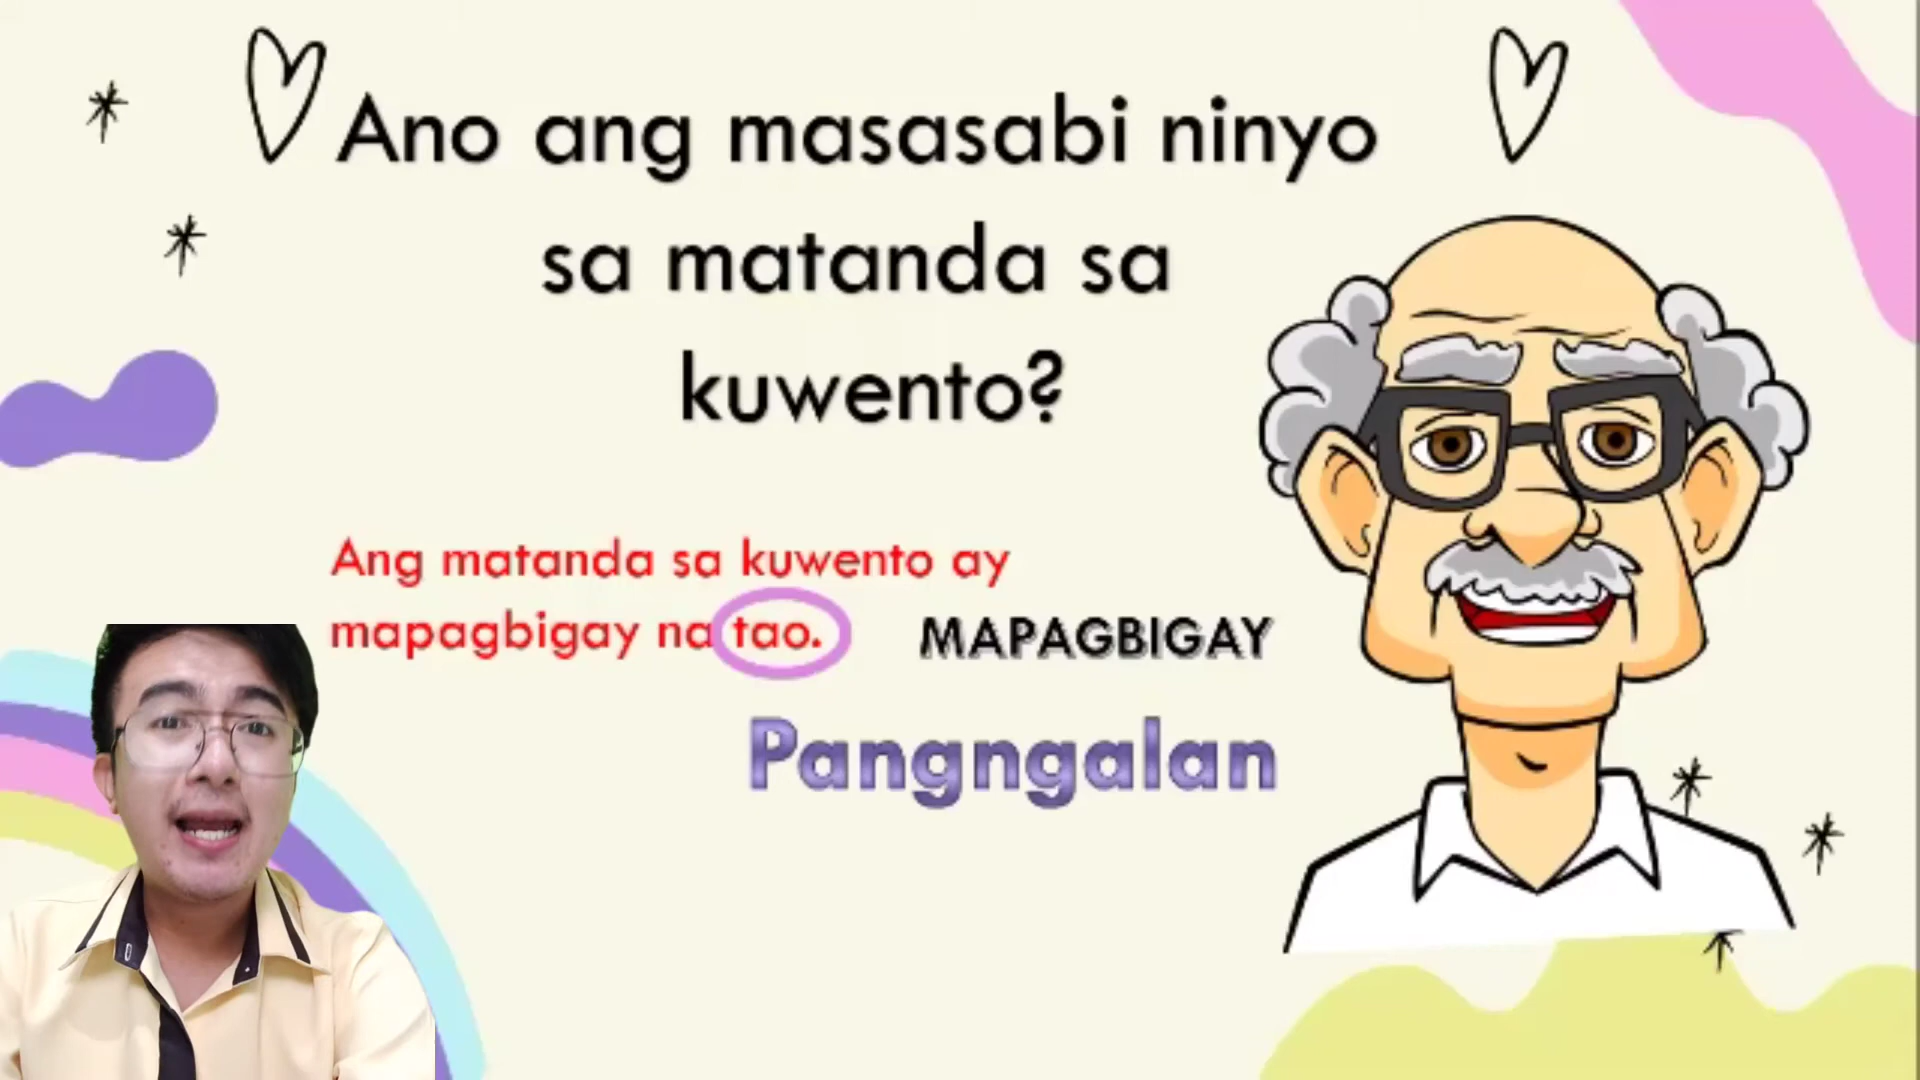 Ano ang masasabi ninyo
sa matanda sa
kuwento?
Ang matanda sa kuwento ay
mapagbigay na tao.
MAPAGBIGAY
Pangngalan